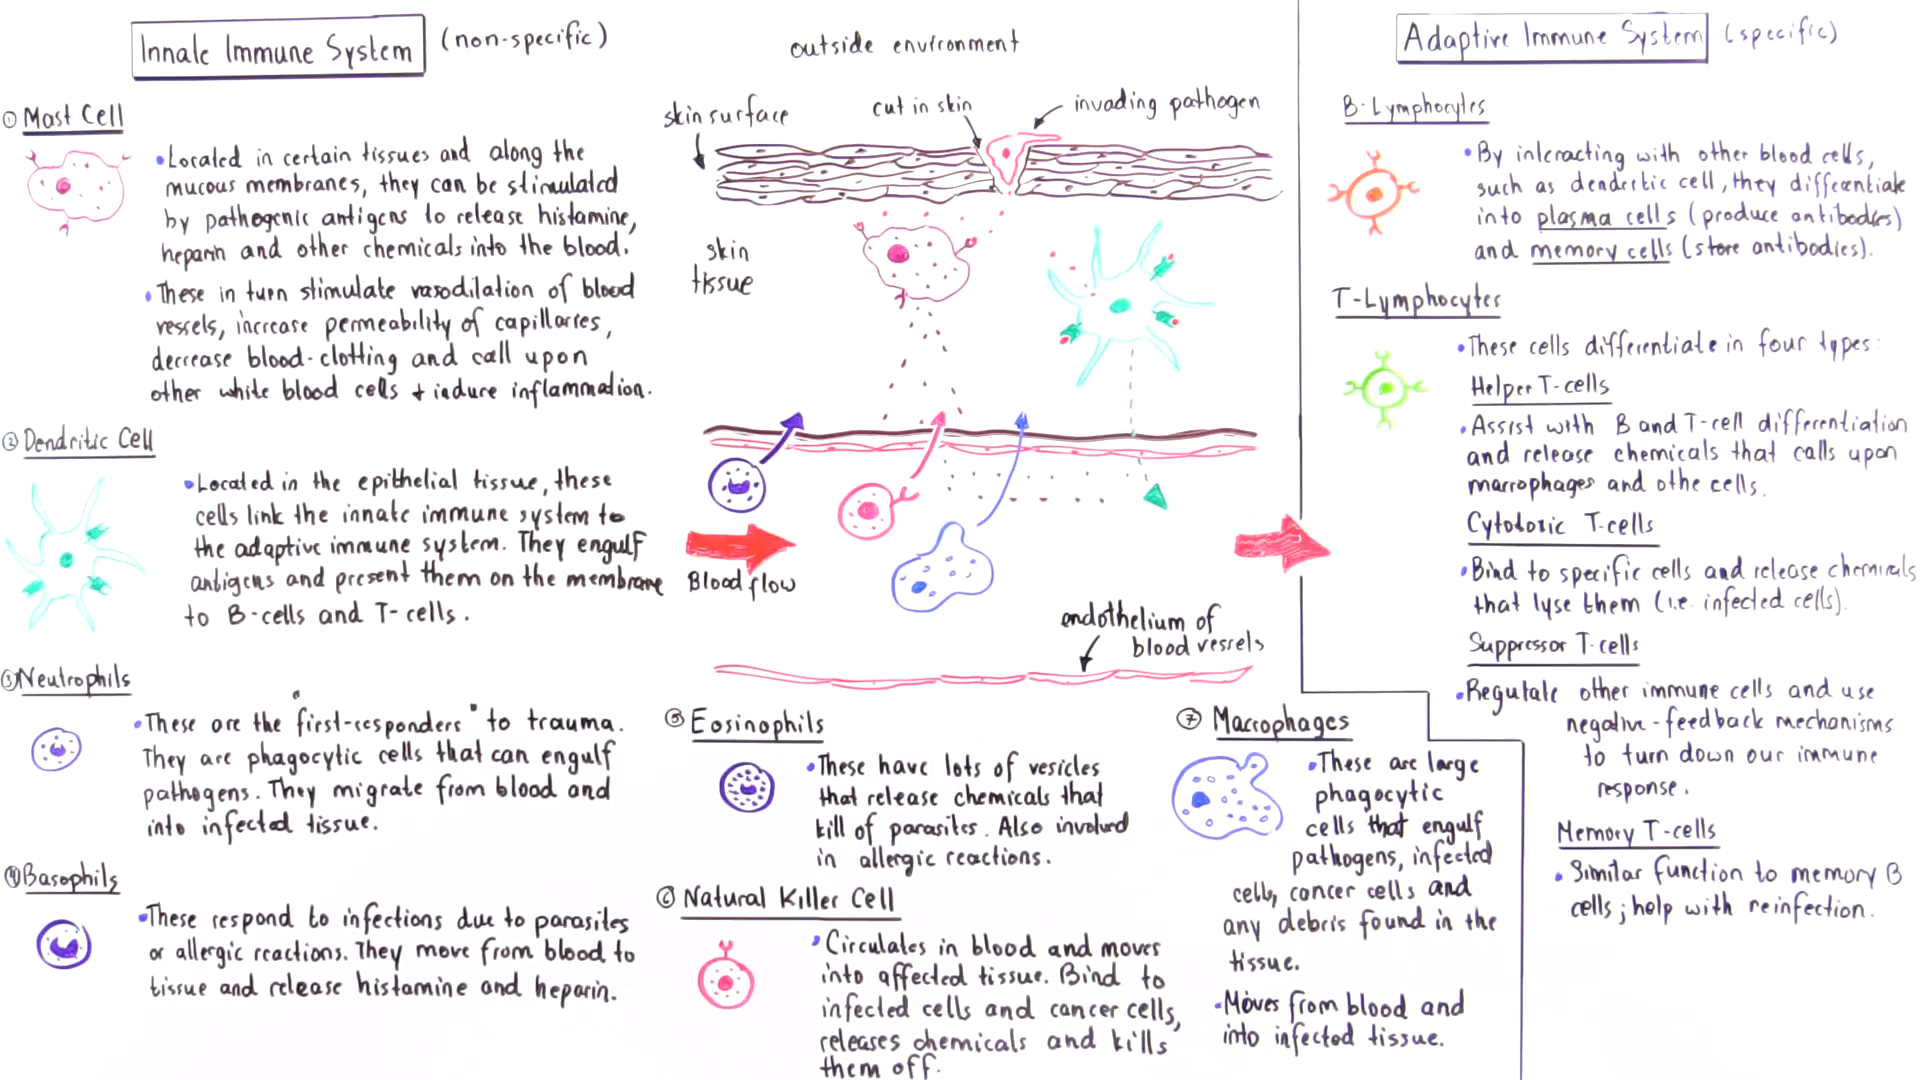 Innate Immune System (non-specific)
① Mast Cell
• Located in certain tissues and along the
mucous membranes, they can be stimulated
by pathogenic antigens to release histamine,
heparin and other chemicals into the blood.
• These in turn stimulate vasodilation of blood
vessels, increase permeability of capillaries,
decrease blood-clotting and call upon
other white blood cells + induce inflammation.
② Dendritic Cell
• Located in the epithelial tissue, these
cells link the innate immune system to
the adaptive immune system. They engulf
antigens and present them on the membrane
to B-cells and T-cells.
③ Neutrophils
• These are the "first-responders" to trauma.
They are phagocytic cells that can engulf
pathogens. They migrate from blood and
into infected tissue.
④ Basophils
• These respond to infections due to parasites
or allergic reactions. They move from blood to
tissue and release histamine and heparin.
outside environment
skin surface
cut in skin
invading pathogen
skin
tissue
Blood flow
endothelium of
blood vessels
⑤ Eosinophils
• These have lots of vesicles
that release chemicals that
kill of parasites. Also involved
in allergic reactions.
⑥ Natural Killer Cell
• Circulates in blood and moves
into affected tissue. Bind to
infected cells and cancer cells,
releases chemicals and kills
them off.
⑦ Macrophages
• These are large
phagocytic
cells that engulf
pathogens, infected
cells, cancer cells and
any debris found in the
tissue.
• Moves from blood and
into infected tissue.
Adaptive Immune System (specific)
B-Lymphocytes
• By interacting with other blood cells,
such as dendritic cell, they differentiate
into plasma cells (produce antibodies)
and memory cells (store antibodies).
T-Lymphocytes
• These cells differentiate in four types:
Helper T-cells
• Assist with B and T-cell differentiation
and release chemicals that calls upon
macrophages and othe cells.
Cytotoxic T-cells
• Bind to specific cells and release chemicals
that lyse them (i.e. infected cells).
Suppressor T-cells
• Regulate other immune cells and use
negative-feedback mechanisms
to turn down our immune
response.
Memory T-cells
• Similar function to memory B
cells; help with reinfection.